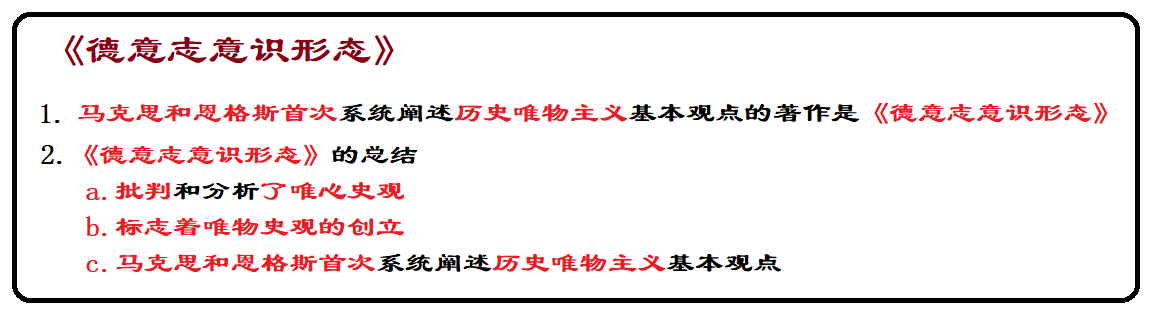 《德意志意识形态》
1. 马克思和恩格斯首次系统阐述历史唯物主义基本观点的著作是《德意志意识形态》
2. 《德意志意识形态》的总结
a. 批判和分析了唯心史观
b. 标志着唯物史观的创立
c. 马克思和恩格斯首次系统阐述历史唯物主义基本观点